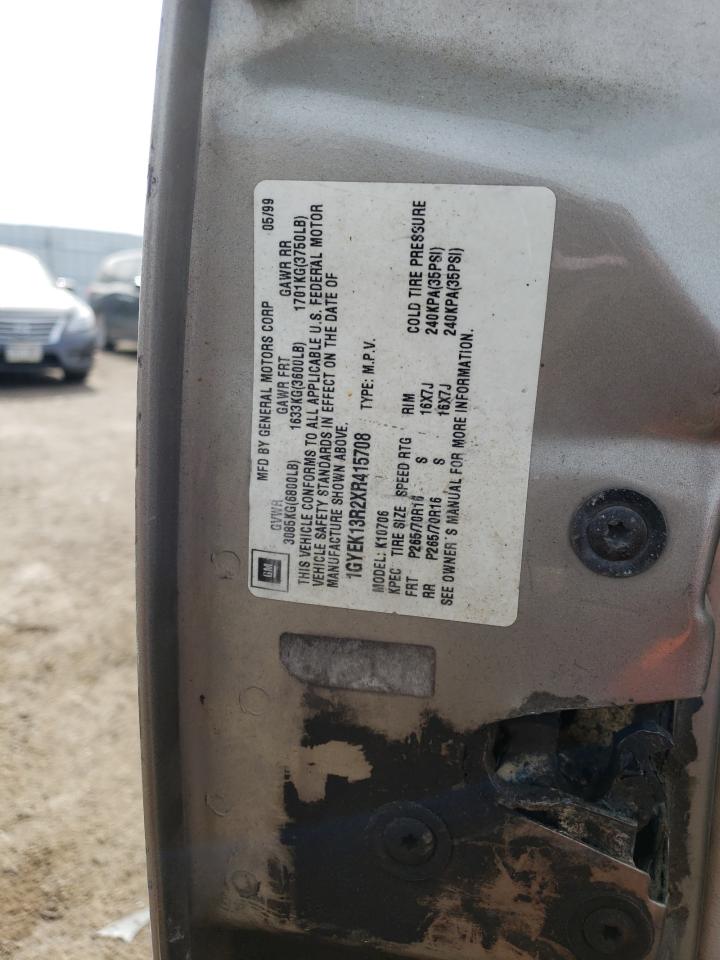 MFD BY GENERAL MOTORS CORP 05/99
GVWR GAWR FRT GAWR RR
3085KG(6800LB) 1633KG(3600LB) 1701KG(3750LB)
THIS VEHICLE CONFORMS TO ALL APPLICABLE U.S. FEDERAL MOTOR
VEHICLE SAFETY STANDARDS IN EFFECT ON THE DATE OF
MANUFACTURE SHOWN ABOVE.
1GYEK13R2XR415708 TYPE: M.P.V.
MODEL: K10706
KPEC TIRE SIZE SPEED RTG RIM COLD TIRE PRESSURE
FRT P265/70R16 S 16X7J 240KPA(35PSI)
RR P265/70R16 S 16X7J 240KPA(35PSI)
SEE OWNER'S MANUAL FOR MORE INFORMATION.
GM